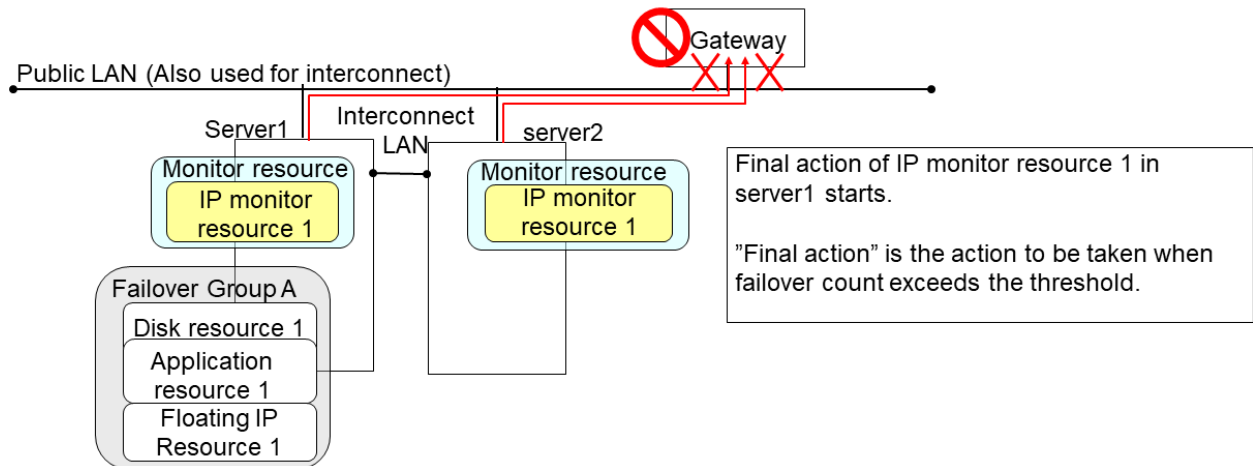 Gateway
Public LAN (Also used for interconnect)
Interconnect
LAN
Server1
server2
Monitor resource
IP monitor
resource 1
Monitor resource
IP monitor
resource 1
Failover Group A
Disk resource 1
Application
resource 1
Floating IP
Resource 1
Final action of IP monitor resource 1 in
server1 starts.
”Final action” is the action to be taken when
failover count exceeds the threshold.